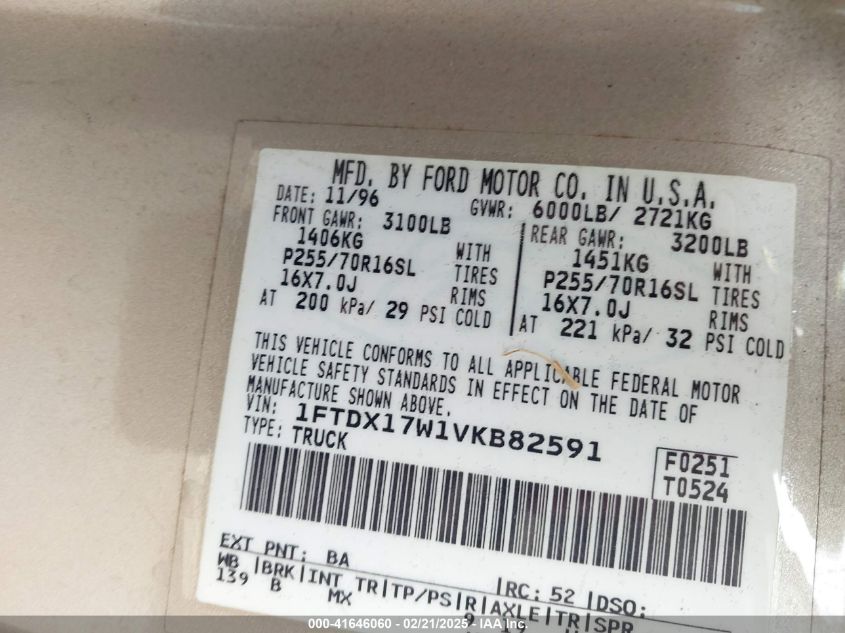 MFD. BY FORD MOTOR CO. IN U.S.A.
DATE: 11/96 GVWR: 6000LB/ 2721KG
FRONT GAWR: 3100LB
1406KG WITH
P255/70R16SL TIRES
16X7.0J RIMS
AT 200 kPa/ 29 PSI COLD
REAR GAWR: 3200LB
1451KG WITH
P255/70R16SL TIRES
16X7.0J RIMS
AT 221 kPa/ 32 PSI COLD
THIS VEHICLE CONFORMS TO ALL APPLICABLE FEDERAL MOTOR
VEHICLE SAFETY STANDARDS IN EFFECT ON THE DATE OF
MANUFACTURE SHOWN ABOVE.
VIN: 1FTDX17W1VKB82591
TYPE: TRUCK
F0251
T0524
EXT PNT: BA RC: 52 DSO:
WB BRK INT TR TP/PS R AXLE TR SPR
139 B MX
000-41646060 - 02/21/2025 - IAA Inc.